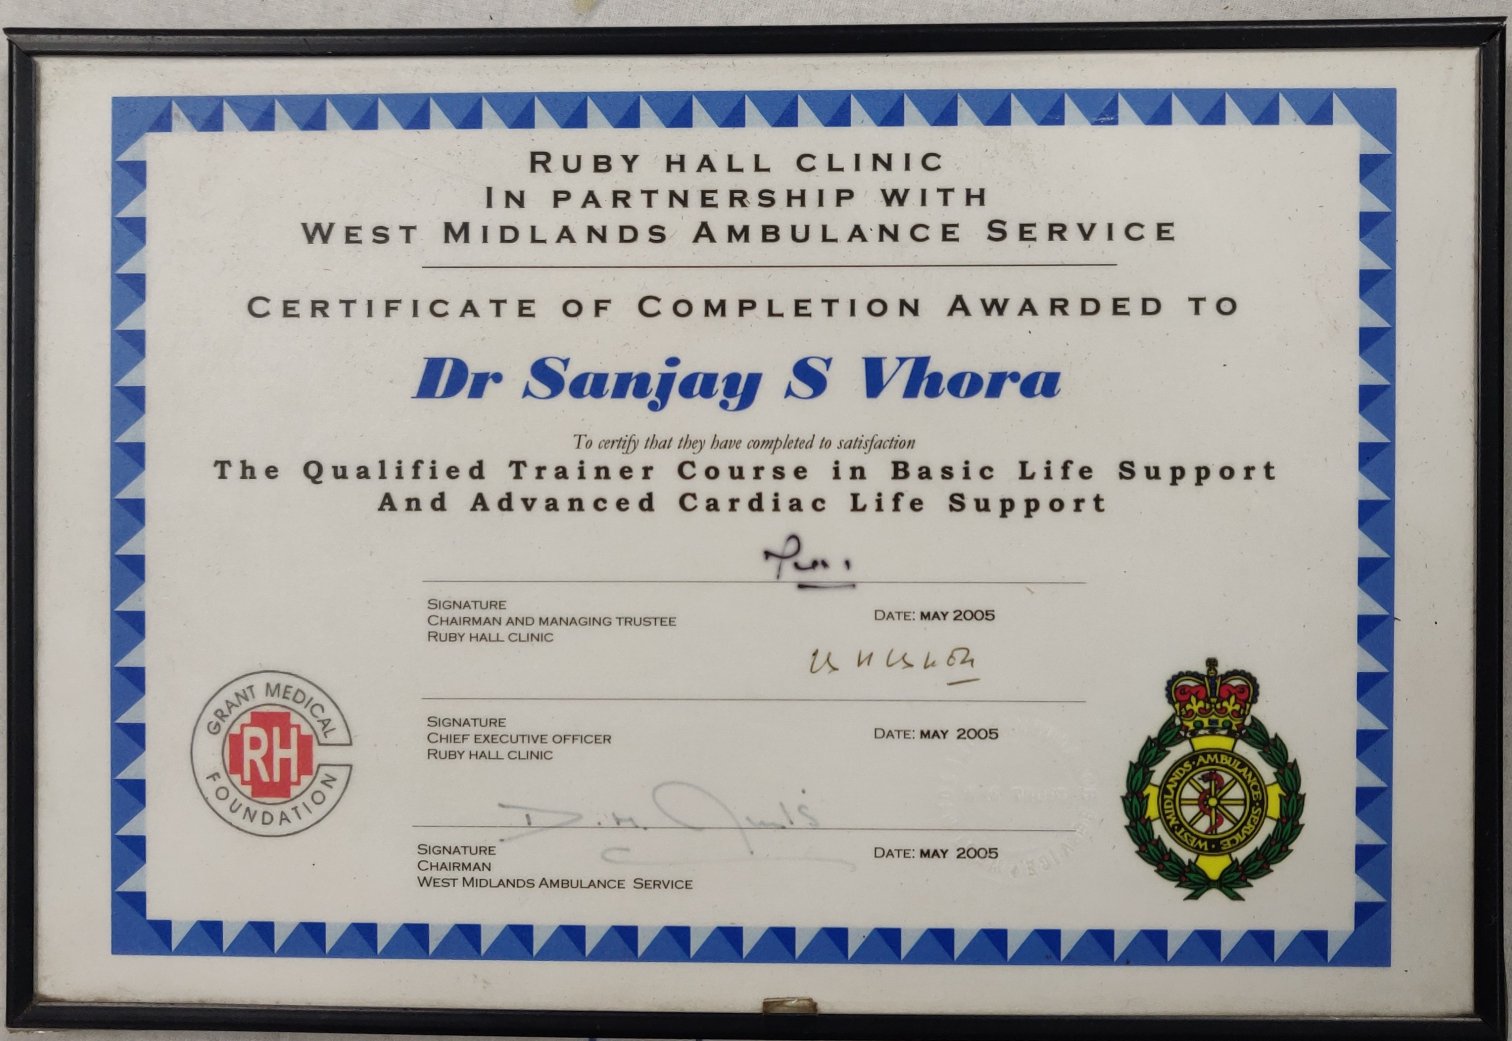 RUBY HALL CLINIC
IN PARTNERSHIP WITH
WEST MIDLANDS AMBULANCE SERVICE
CERTIFICATE OF COMPLETION AWARDED TO
Dr Sanjay S Vhora
To certify that they have completed to satisfaction
The Qualified Trainer Course in Basic Life Support
And Advanced Cardiac Life Support
SIGNATURE
CHAIRMAN AND MANAGING TRUSTEE
RUBY HALL CLINIC
DATE: MAY 2005
SIGNATURE
CHIEF EXECUTIVE OFFICER
RUBY HALL CLINIC
DATE: MAY 2005
SIGNATURE
CHAIRMAN
WEST MIDLANDS AMBULANCE SERVICE
DATE: MAY 2005
GRANT MEDICAL
RH
FOUNDATION
WEST·MIDLANDS·AMBULANCE·SERVICE·